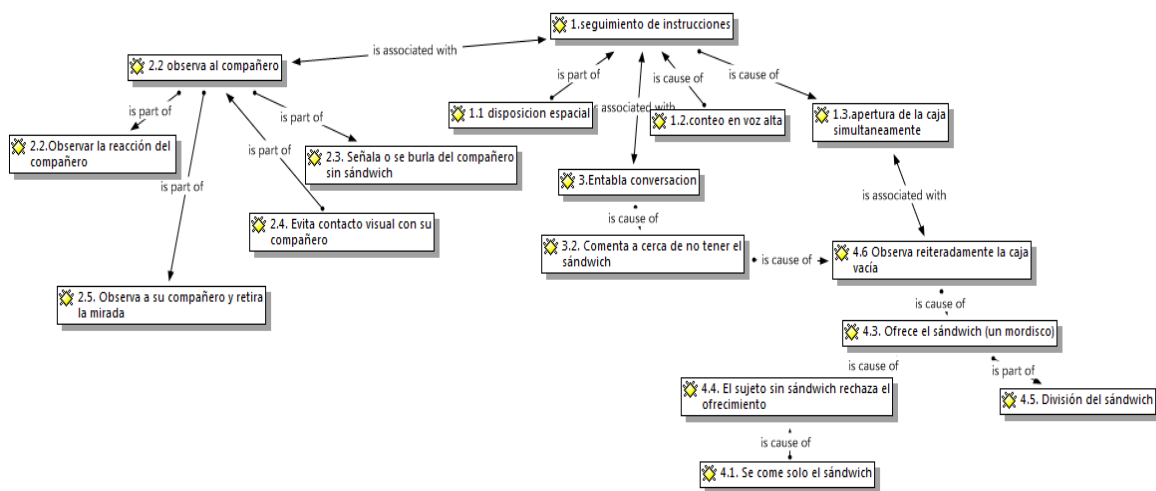 1.seguimiento de instrucciones
is associated with
2.2 observa al compañero
is part of
is cause of
is cause of
is part of
is part of
1.1 disposicion espacial
associated with
1.2.conteo en voz alta
1.3.apertura de la caja
simultaneamente
2.2.Observar la reacción del
compañero
is part of
2.3. Señala o se burla del compañero
sin sándwich
is part of
3.Entabla conversacion
is associated with
2.4. Evita contacto visual con su
compañero
is cause of
3.2. Comenta a cerca de no tener el
sándwich
is cause of
4.6 Observa reiteradamente la caja
vacía
2.5. Observa a su compañero y retira
la mirada
is cause of
4.3. Ofrece el sándwich (un mordisco)
is cause of
is part of
4.4. El sujeto sin sándwich rechaza el
ofrecimiento
4.5. División del sándwich
is cause of
4.1. Se come solo el sándwich